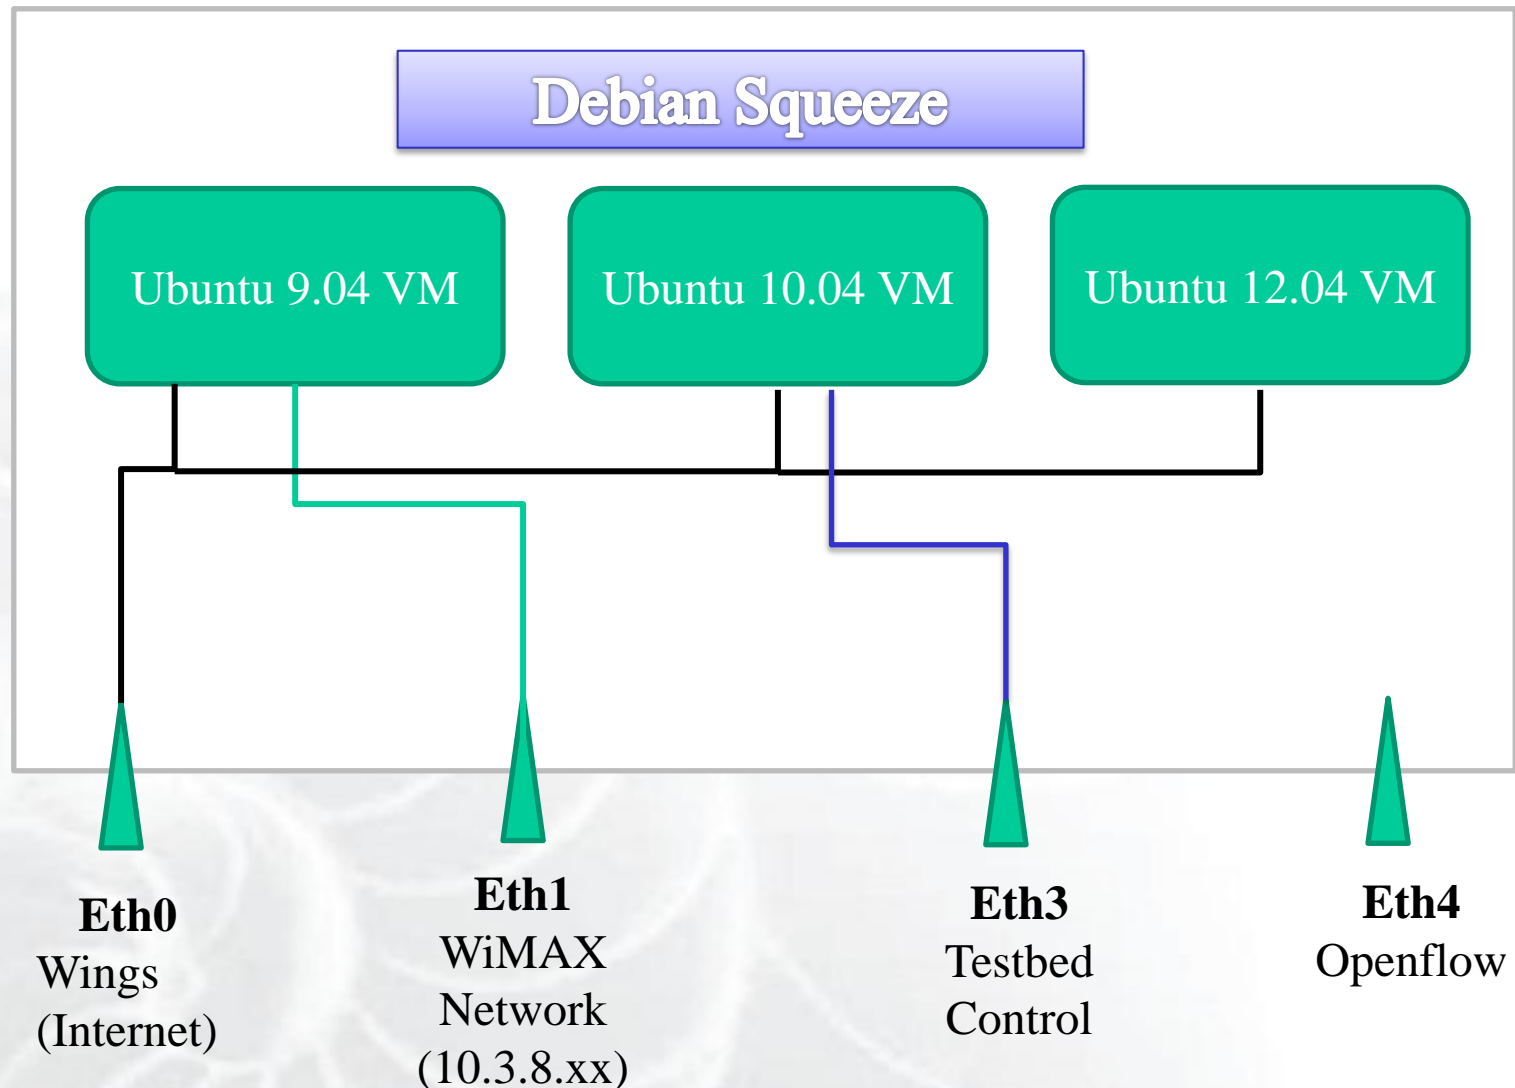 Debian Squeeze
Ubuntu 9.04 VM
Ubuntu 10.04 VM
Ubuntu 12.04 VM
Eth0
Wings
(Internet)
Eth1
WiMAX
Network
(10.3.8.xx)
Eth3
Testbed
Control
Eth4
Openflow